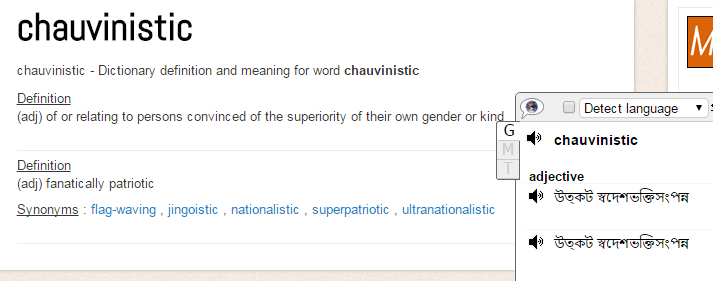 chauvinistic
chauvinistic - Dictionary definition and meaning for word chauvinistic
Definition
(adj) of or relating to persons convinced of the superiority of their own gender or kind
Definition
(adj) fanatically patriotic
Synonyms : flag-waving , jingoistic , nationalistic , superpatriotic , ultranationalistic
M
Detect language
G
M
T
chauvinistic
adjective
উত্কট স্বদেশভক্তিসংপন্ন
উত্কট স্বদেশভক্তিসংপন্ন